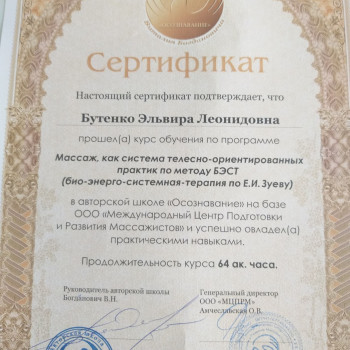 Сертификат
Настоящий сертификат подтверждает, что
Бутенко Эльвира Леонидовна
прошел(а) курс обучения по программе
Массаж, как система телесно-ориентированных
практик по методу БЭСТ
(био-энерго-системная-терапия по Е.И. Зуеву)
в авторской школе «Осознавание» на базе
ООО «Международный Центр Подготовки
и Развития Массажистов» и успешно овладел(а)
практическими навыками.
Продолжительность курса 64 ак. часа.
Руководитель авторской школы
Богданович В.Н.
Генеральный директор
ООО «МЦПРМ»
Анчеславская О.В.